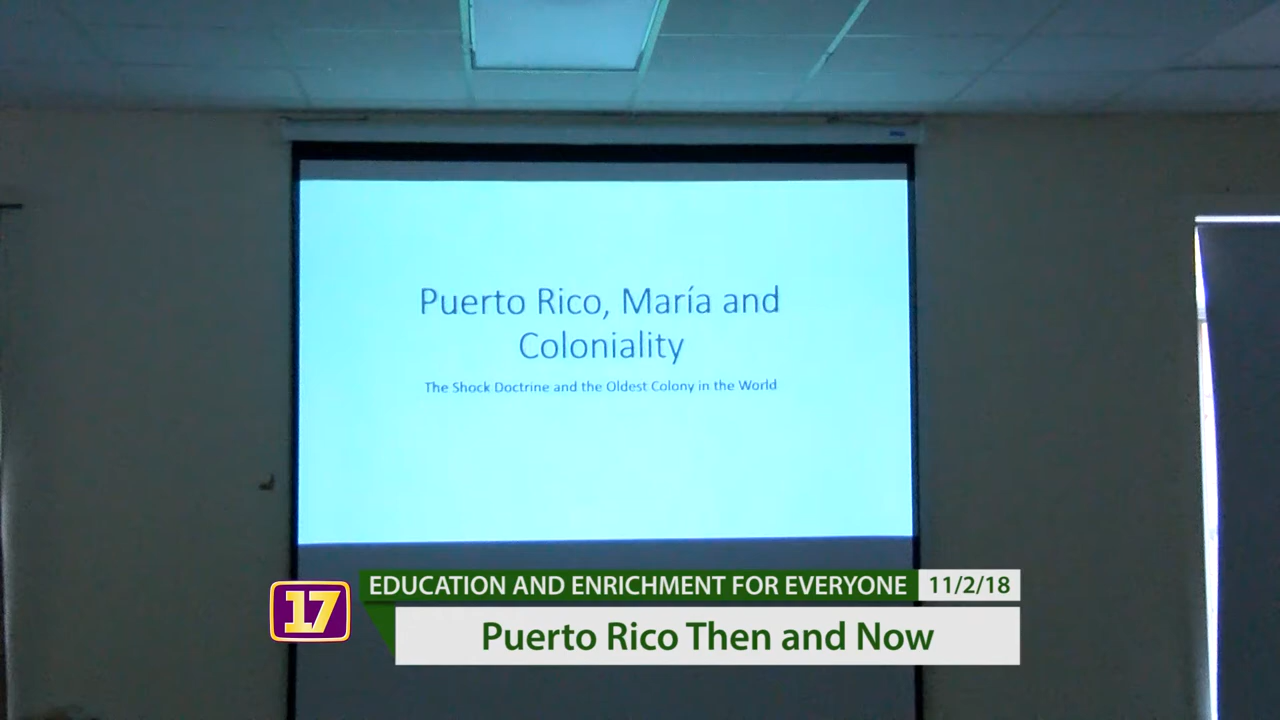 Puerto Rico, María and
Coloniality
The Shock Doctrine and the Oldest Colony in the World
EDUCATION AND ENRICHMENT FOR EVERYONE 11/2/18
17
Puerto Rico Then and Now